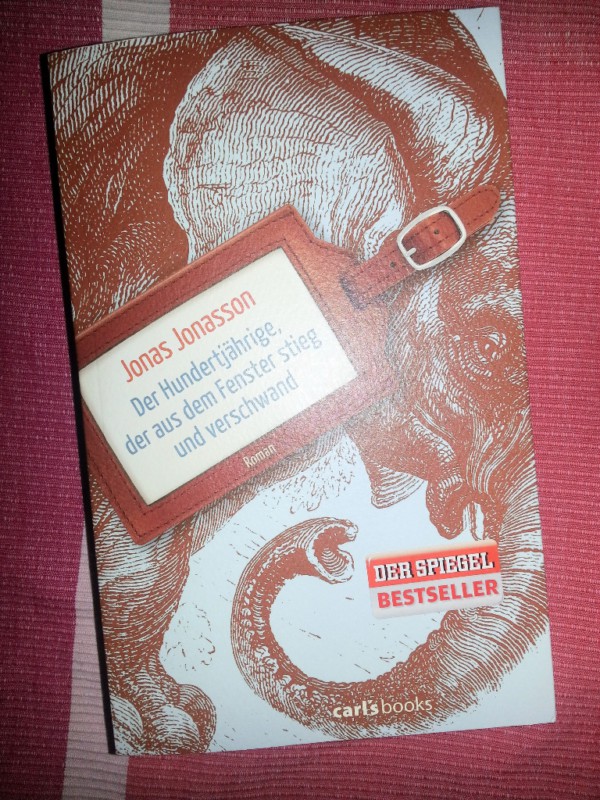 Jonas Jonasson
Der Hundertjährige,
der aus dem Fenster stieg
und verschwand
Roman
DER SPIEGEL
BESTSELLER
carl's books